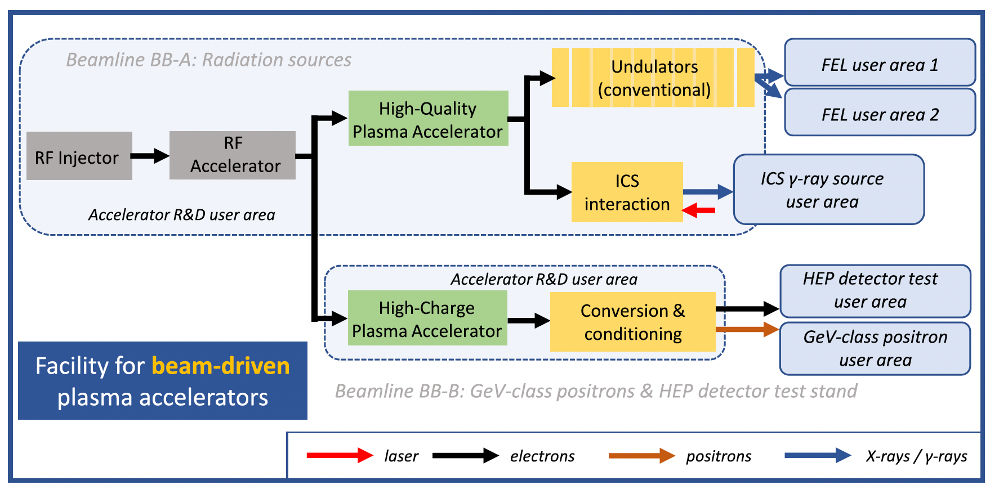 Beamline BB-A: Radiation sources
Undulators
(conventional)
FEL user area 1
FEL user area 2
High-Quality
Plasma Accelerator
RF Injector
RF
Accelerator
ICS
interaction
ICS γ-ray source
user area
Accelerator R&D user area
Accelerator R&D user area
High-Charge
Plasma Accelerator
Conversion &
conditioning
HEP detector test
user area
GeV-class positron
user area
Facility for beam-driven
plasma accelerators
Beamline BB-B: GeV-class positrons & HEP detector test stand
laser
electrons
positrons
X-rays / γ-rays